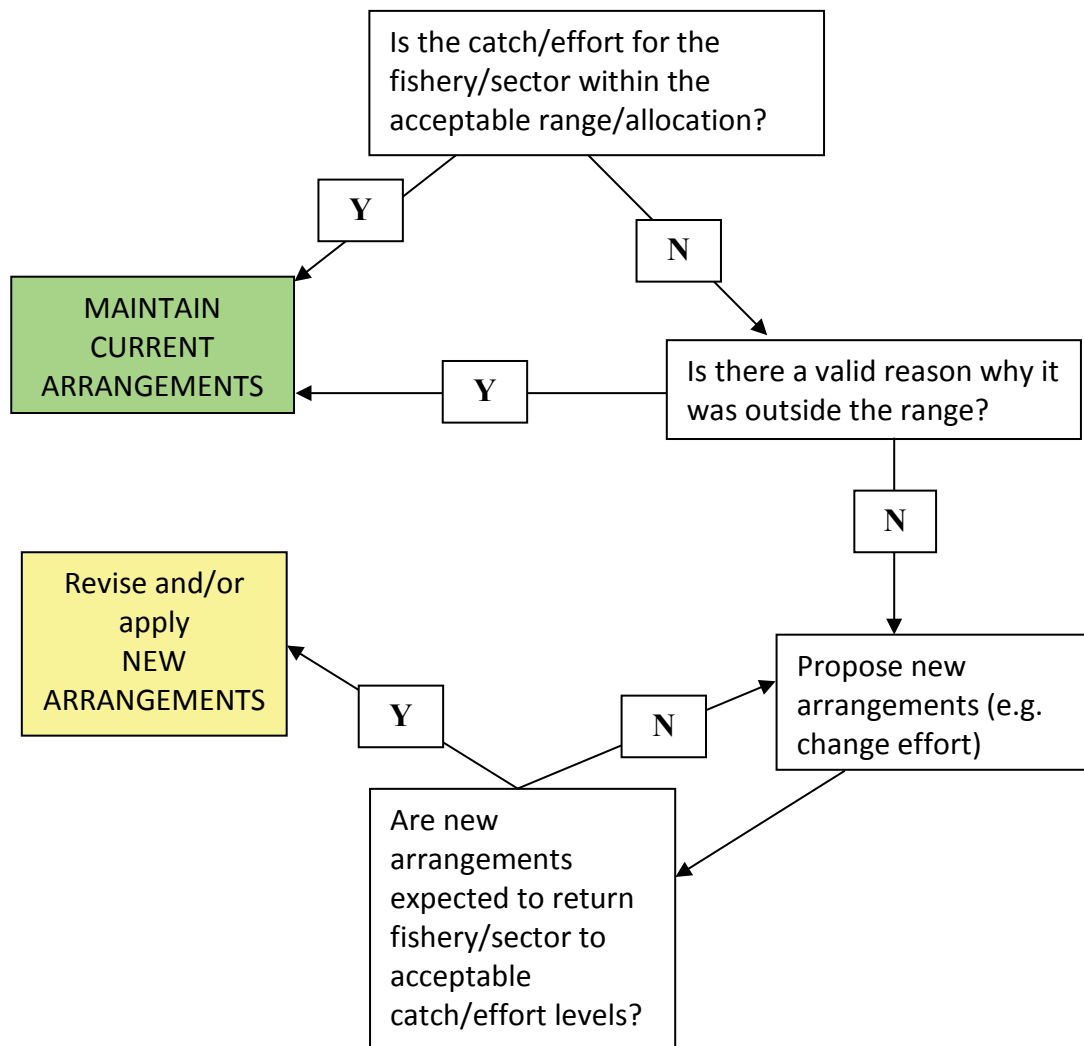 Is the catch/effort for the
fishery/sector within the
acceptable range/allocation?
Y
N
MAINTAIN
CURRENT
ARRANGEMENTS
Y
Is there a valid reason why it
was outside the range?
N
Revise and/or
apply
NEW
ARRANGEMENTS
Y
N
Propose new
arrangements (e.g.
change effort)
Are new
arrangements
expected to return
fishery/sector to
acceptable
catch/effort levels?